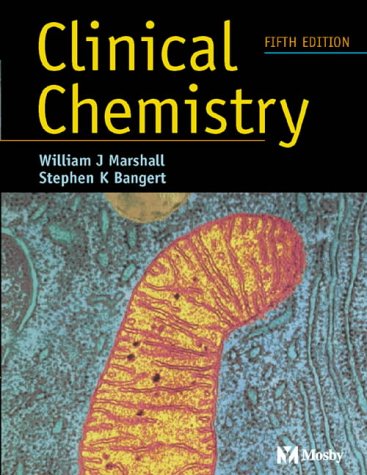 Clinical
FIFTH EDITION
Chemistry
William J Marshall
Stephen K Bangert
M Mosby